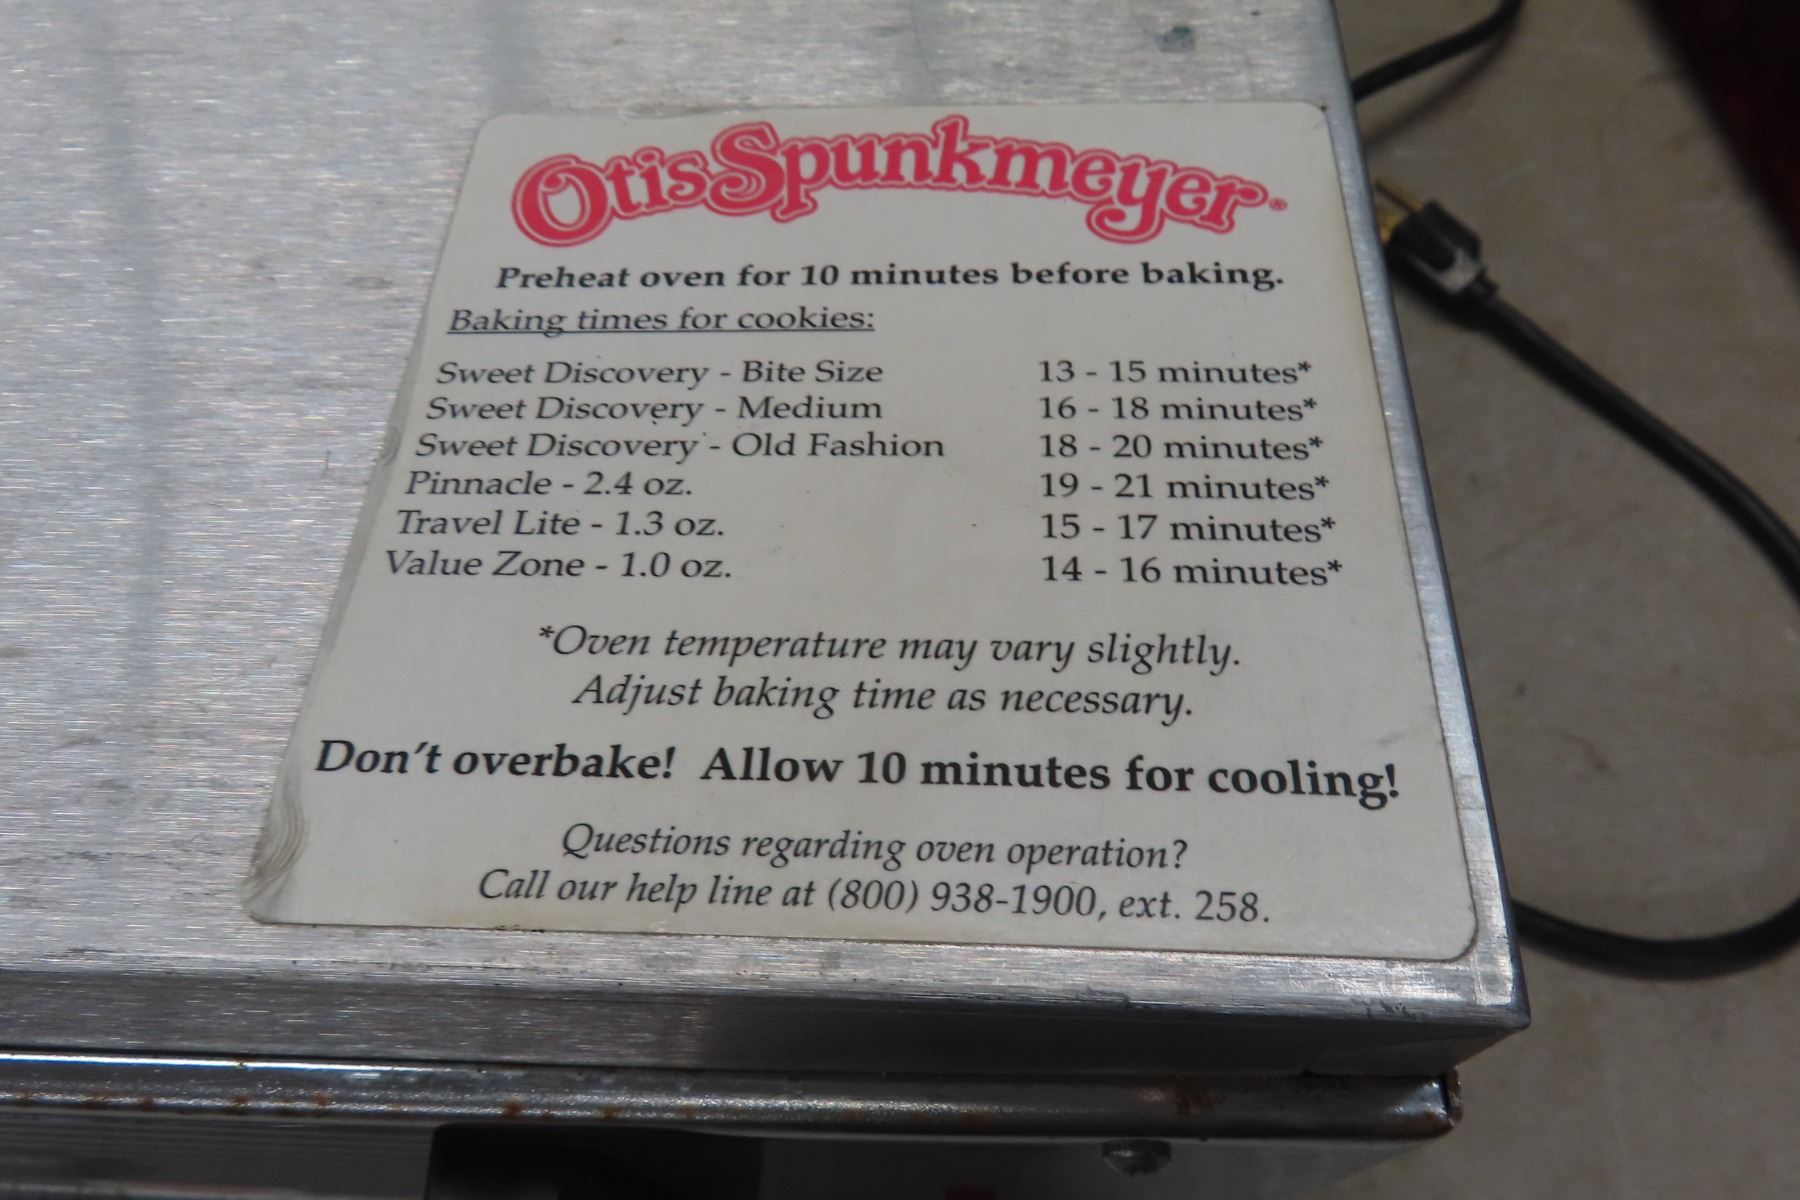 Otis Spunkmeyer®
Preheat oven for 10 minutes before baking.
Baking times for cookies:
Sweet Discovery - Bite Size 13 - 15 minutes*
Sweet Discovery - Medium 16 - 18 minutes*
Sweet Discovery - Old Fashion 18 - 20 minutes*
Pinnacle - 2.4 oz. 19 - 21 minutes*
Travel Lite - 1.3 oz. 15 - 17 minutes*
Value Zone - 1.0 oz. 14 - 16 minutes*
*Oven temperature may vary slightly.
Adjust baking time as necessary.
Don't overbake! Allow 10 minutes for cooling!
Questions regarding oven operation?
Call our help line at (800) 938-1900, ext. 258.